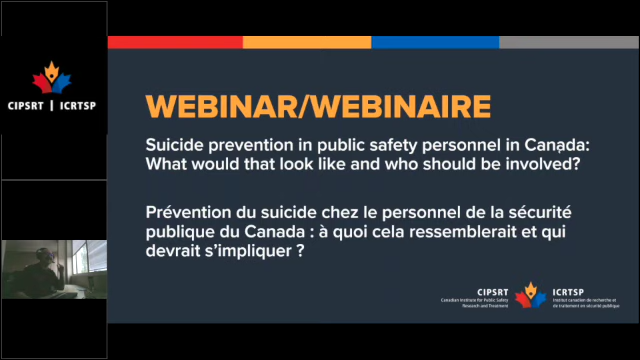 CIPSRT | ICRTSP
WEBINAR/WEBINAIRE
Suicide prevention in public safety personnel in Canada:
What would that look like and who should be involved?
Prévention du suicide chez le personnel de la sécurité
publique du Canada : à quoi cela ressemblerait et qui
devrait s'impliquer ?
CIPSRT
Canadian Institute for Public Safety
Research and Treatment
ICRTSP
Institut canadien de recherche et
de traitement en sécurité publique